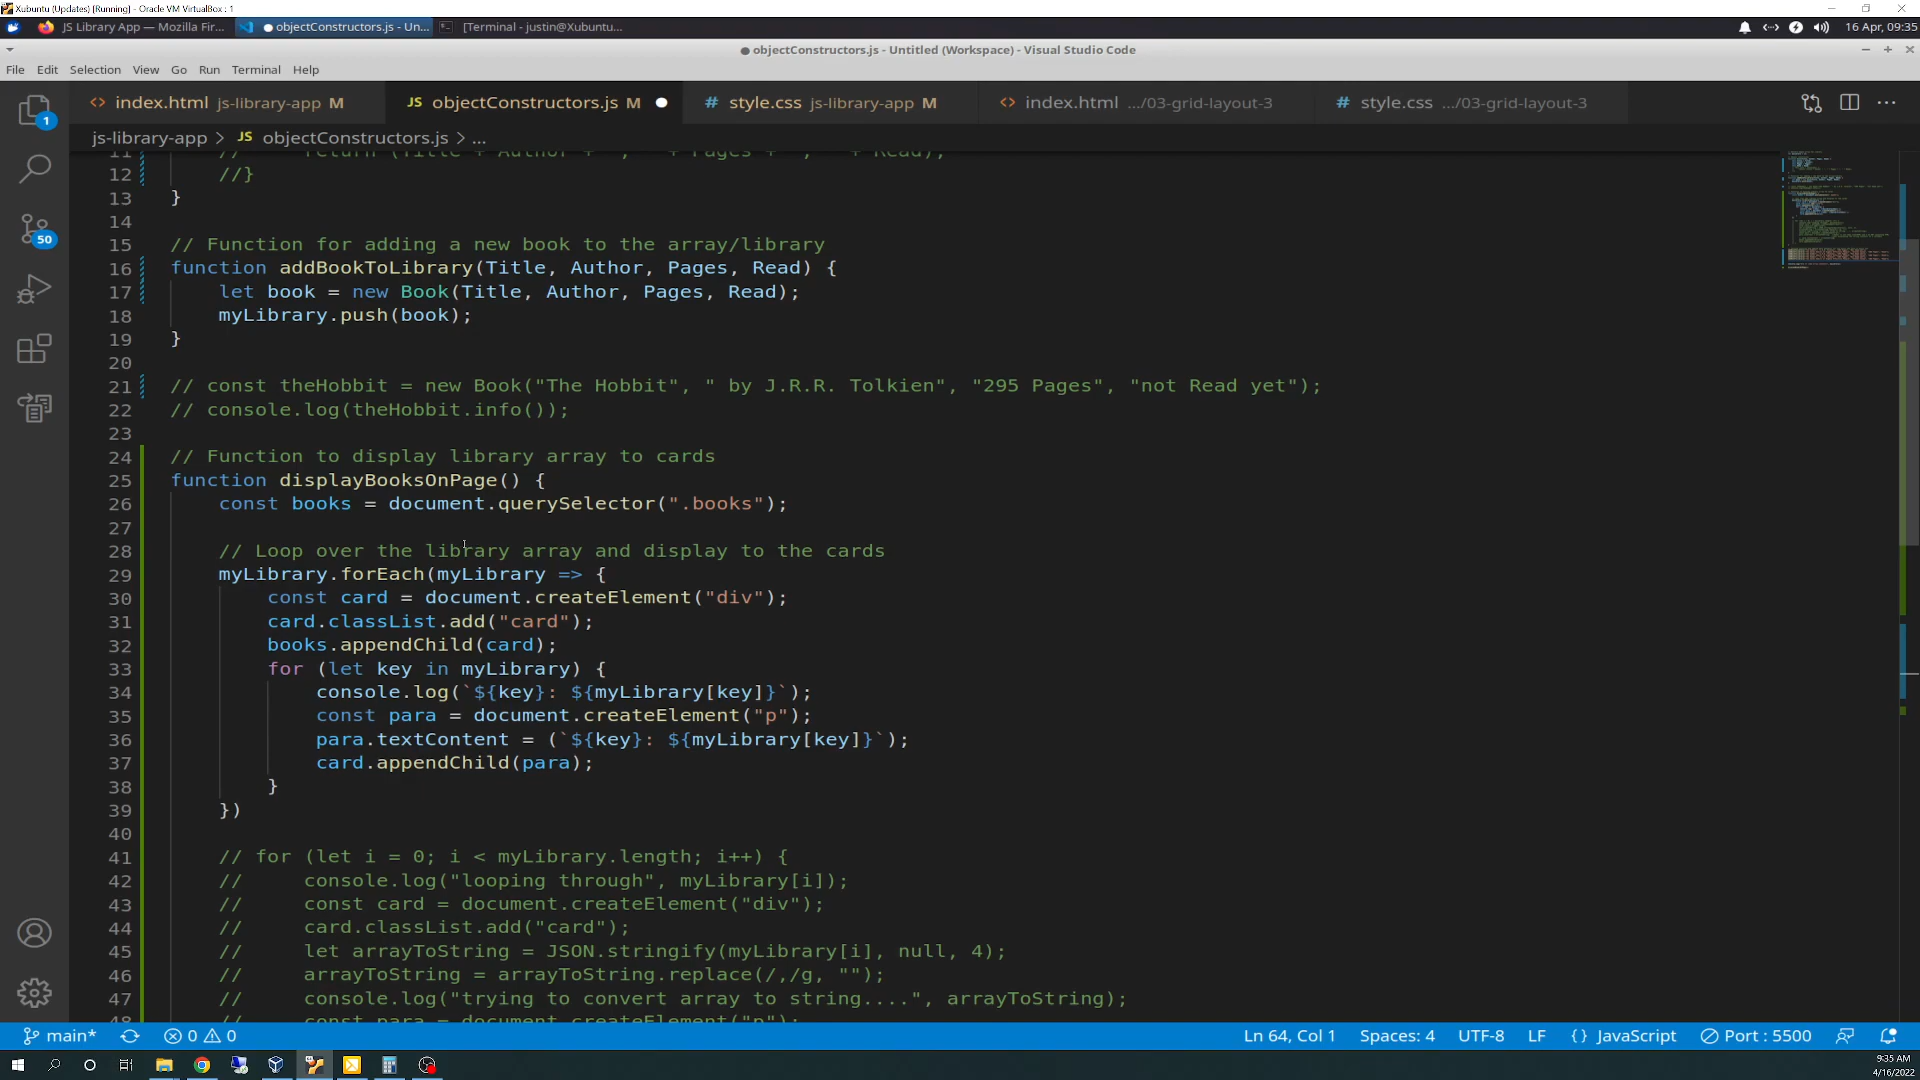 Xubuntu (Updates) [Running] - Oracle VM VirtualBox : 1
JS Library App — Mozilla Fir...
● objectConstructors.js - Un...
[Terminal - justin@Xubuntu...
16 Apr, 09:35
● objectConstructors.js - Untitled (Workspace) - Visual Studio Code
File Edit Selection View Go Run Terminal Help
index.html js-library-app M
JS objectConstructors.js M ●
# style.css js-library-app M
index.html .../03-grid-layout-3
# style.css .../03-grid-layout-3
js-library-app > JS objectConstructors.js > ...
11 // return (Title + Author + ", " + Pages + ", " + Read);
12 //}
13 }
14
15 // Function for adding a new book to the array/library
16 function addBookToLibrary(Title, Author, Pages, Read) {
17 let book = new Book(Title, Author, Pages, Read);
18 myLibrary.push(book);
19 }
20
21 // const theHobbit = new Book("The Hobbit", " by J.R.R. Tolkien", "295 Pages", "not Read yet");
22 // console.log(theHobbit.info());
23
24 // Function to display library array to cards
25 function displayBooksOnPage() {
26 const books = document.querySelector(".books");
27
28 // Loop over the library array and display to the cards
29 myLibrary.forEach(myLibrary => {
30 const card = document.createElement("div");
31 card.classList.add("card");
32 books.appendChild(card);
33 for (let key in myLibrary) {
34 console.log(`${key}: ${myLibrary[key]}`);
35 const para = document.createElement("p");
36 para.textContent = (`${key}: ${myLibrary[key]}`);
37 card.appendChild(para);
38 }
39 })
40
41 // for (let i = 0; i < myLibrary.length; i++) {
42 // console.log("looping through", myLibrary[i]);
43 // const card = document.createElement("div");
44 // card.classList.add("card");
45 // let arrayToString = JSON.stringify(myLibrary[i], null, 4);
46 // arrayToString = arrayToString.replace(/,/g, "");
47 // console.log("trying to convert array to string....", arrayToString);
48 // const para = document.createElement("p");
1
50
main* 0 0
Ln 64, Col 1 Spaces: 4 UTF-8 LF {} JavaScript Port : 5500
9:35 AM
4/16/2022